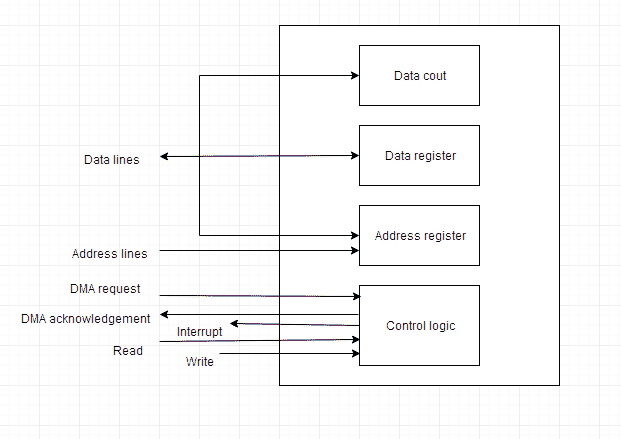 Data cout
Data lines
Data register
Address register
Address lines
DMA request
DMA acknowledgement
Interrupt
Control logic
Read
Write